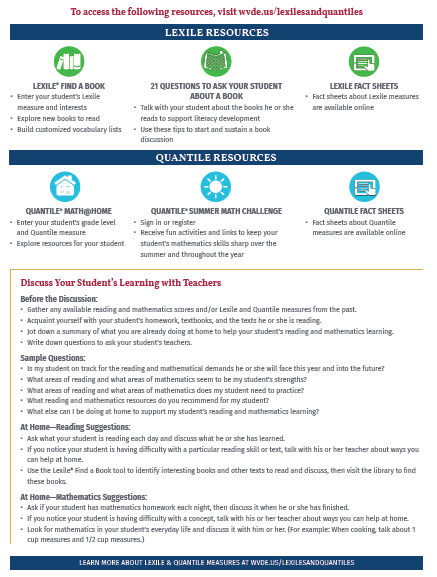 To access the following resources, visit wvde.us/lexilesandquantiles
LEXILE RESOURCES
LEXILE® FIND A BOOK
• Enter your student's Lexile
measure and interests
• Explore new books to read
• Build customized vocabulary lists
21 QUESTIONS TO ASK YOUR STUDENT
ABOUT A BOOK
• Talk with your student about the books he or she
reads to support literacy development
• Use these tips to start and sustain a book
discussion
LEXILE FACT SHEETS
• Fact sheets about Lexile measures
are available online
QUANTILE RESOURCES
QUANTILE® MATH@HOME
• Enter your student's grade level
and Quantile measure
• Explore resources for your student
QUANTILE® SUMMER MATH CHALLENGE
• Sign in or register
• Receive fun activities and links to keep your
student's mathematics skills sharp over the
summer and throughout the year
QUANTILE FACT SHEETS
• Fact sheets about Quantile
measures are available online
Discuss Your Student's Learning with Teachers
Before the Discussion:
• Gather any available reading and mathematics scores and/or Lexile and Quantile measures from the past.
• Acquaint yourself with your student's homework, textbooks, and the texts he or she is reading.
• Jot down a summary of what you are already doing at home to help your student's reading and mathematics learning.
• Write down questions to ask your student's teachers.
Sample Questions:
• Is my student on track for the reading and mathematical demands he or she will face this year and into the future?
• What areas of reading and what areas of mathematics seem to be my student's strengths?
• What areas of reading and what areas of mathematics does my student need to practice?
• What reading and mathematics resources do you recommend for my student?
• What else can I be doing at home to support my student's reading and mathematics learning?
At Home—Reading Suggestions:
• Ask what your student is reading each day and discuss what he or she has learned.
• If you notice your student is having difficulty with a particular reading skill or text, talk with his or her teacher about ways you
can help at home.
• Use the Lexile® Find a Book tool to identify interesting books and other texts to read and discuss, then visit the library to find
these books.
At Home—Mathematics Suggestions:
• Ask if your student has mathematics homework each night, then discuss it when he or she has finished.
• If you notice your student is having difficulty with a concept, talk with his or her teacher about ways you can help at home.
• Look for mathematics in your student's everyday life and discuss it with him or her. (For example: When cooking, talk about 1
cup measures and 1/2 cup measures.)
LEARN MORE ABOUT LEXILE & QUANTILE MEASURES AT WVDE.US/LEXILESANDQUANTILES